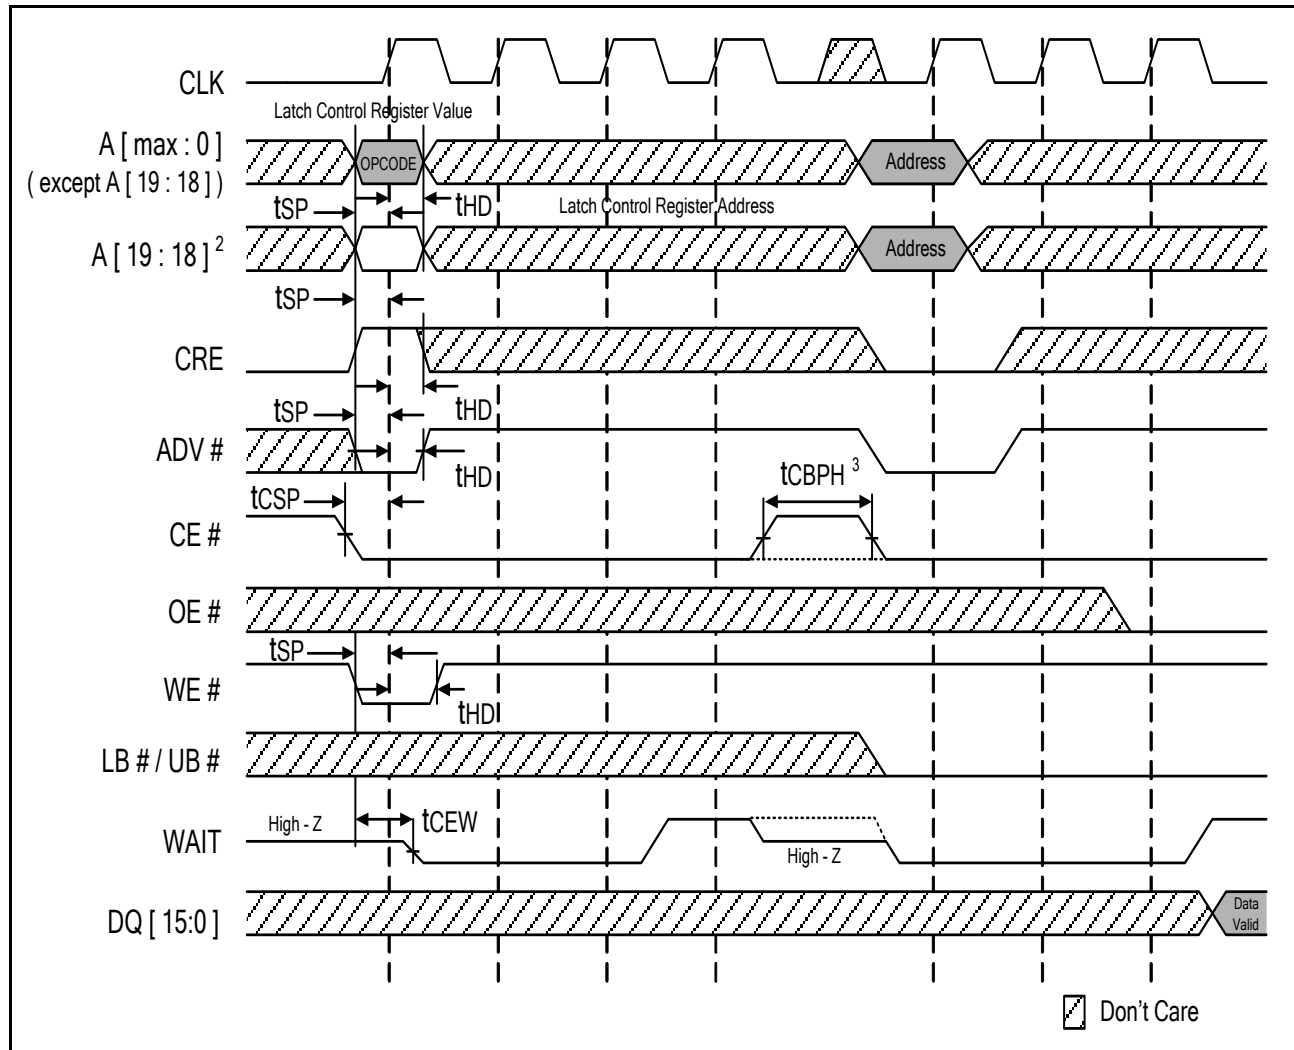 CLK
Latch Control Register Value
A [ max : 0 ]
( except A [ 19 : 18 ] )
OPCODE
Address
tSP
tHD
Latch Control Register Address
A [ 19 : 18 ] 2
Address
tSP
CRE
tSP
tHD
ADV #
tHD
tCBPH 3
tCSP
CE #
OE #
tSP
WE #
tHD
LB # / UB #
tCEW
High - Z
WAIT
High - Z
DQ [ 15:0 ]
Data
Valid
Don't Care